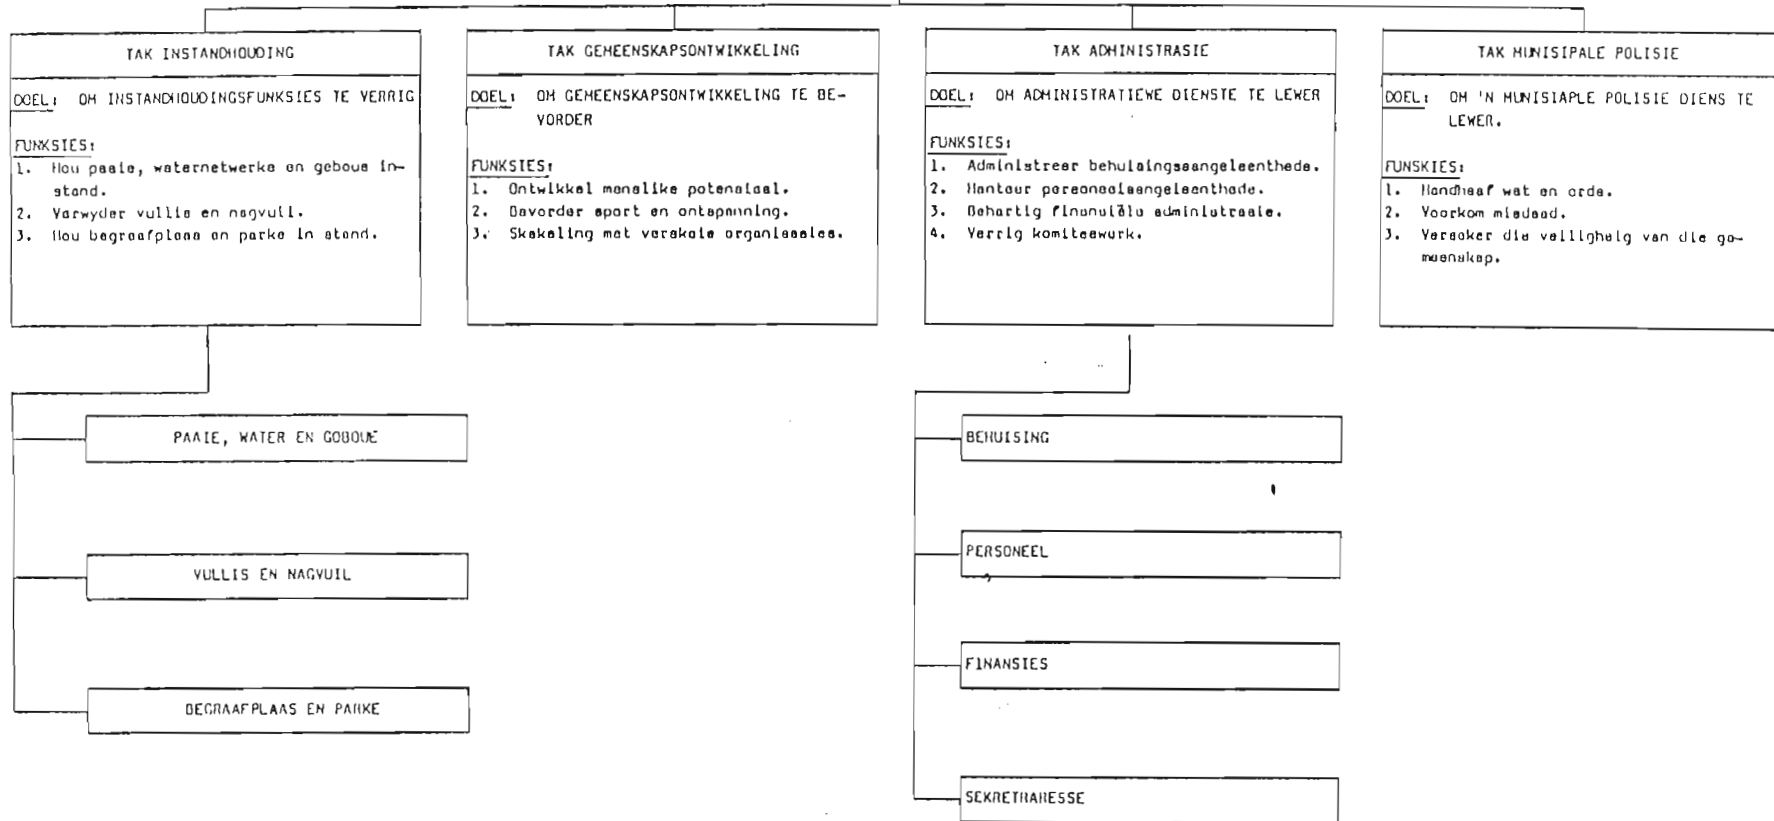 TAK INSTANDHOUDING
DOEL: OM INSTANDHOUDINGSFUNKSIES TE VERRIG
FUNKSIES:
1. Hou paaie, waternetwerke en geboue in-
stand.
2. Verwyder vullis en nagvuil.
3. Hou begraafplaas en parke in stand.
TAK GEMEENSKAPSONTWIKKELING
DOEL: OM GEMEENSKAPSONTWIKKELING TE BE-
VORDER
FUNKSIES:
1. Ontwikkel menslike potensiaal.
2. Bevorder sport en ontspanning.
3. Skakeling met verskeie organisasies.
TAK ADMINISTRASIE
DOEL: OM ADMINISTRATIEWE DIENSTE TE LEWER
FUNKSIES:
1. Administreer behuisingsaangeleenthede.
2. Hanteer personeelaangeleenthede.
3. Behartig finansiële administrasie.
4. Verrig komiteewerk.
TAK MUNISIPALE POLISIE
DOEL: OM 'N MUNISIAPLE POLISIE DIENS TE
LEWER.
FUNSKIES:
1. Handhaaf wet en orde.
2. Voorkom misdaad.
3. Verseker die veiligheig van die ge-
meenskap.
PAAIE, WATER EN GOBOUE
VULLIS EN NAGVUIL
BEGRAAFPLAAS EN PARKE
BEHUISING
PERSONEEL
FINANSIES
SEKRETRARESSE